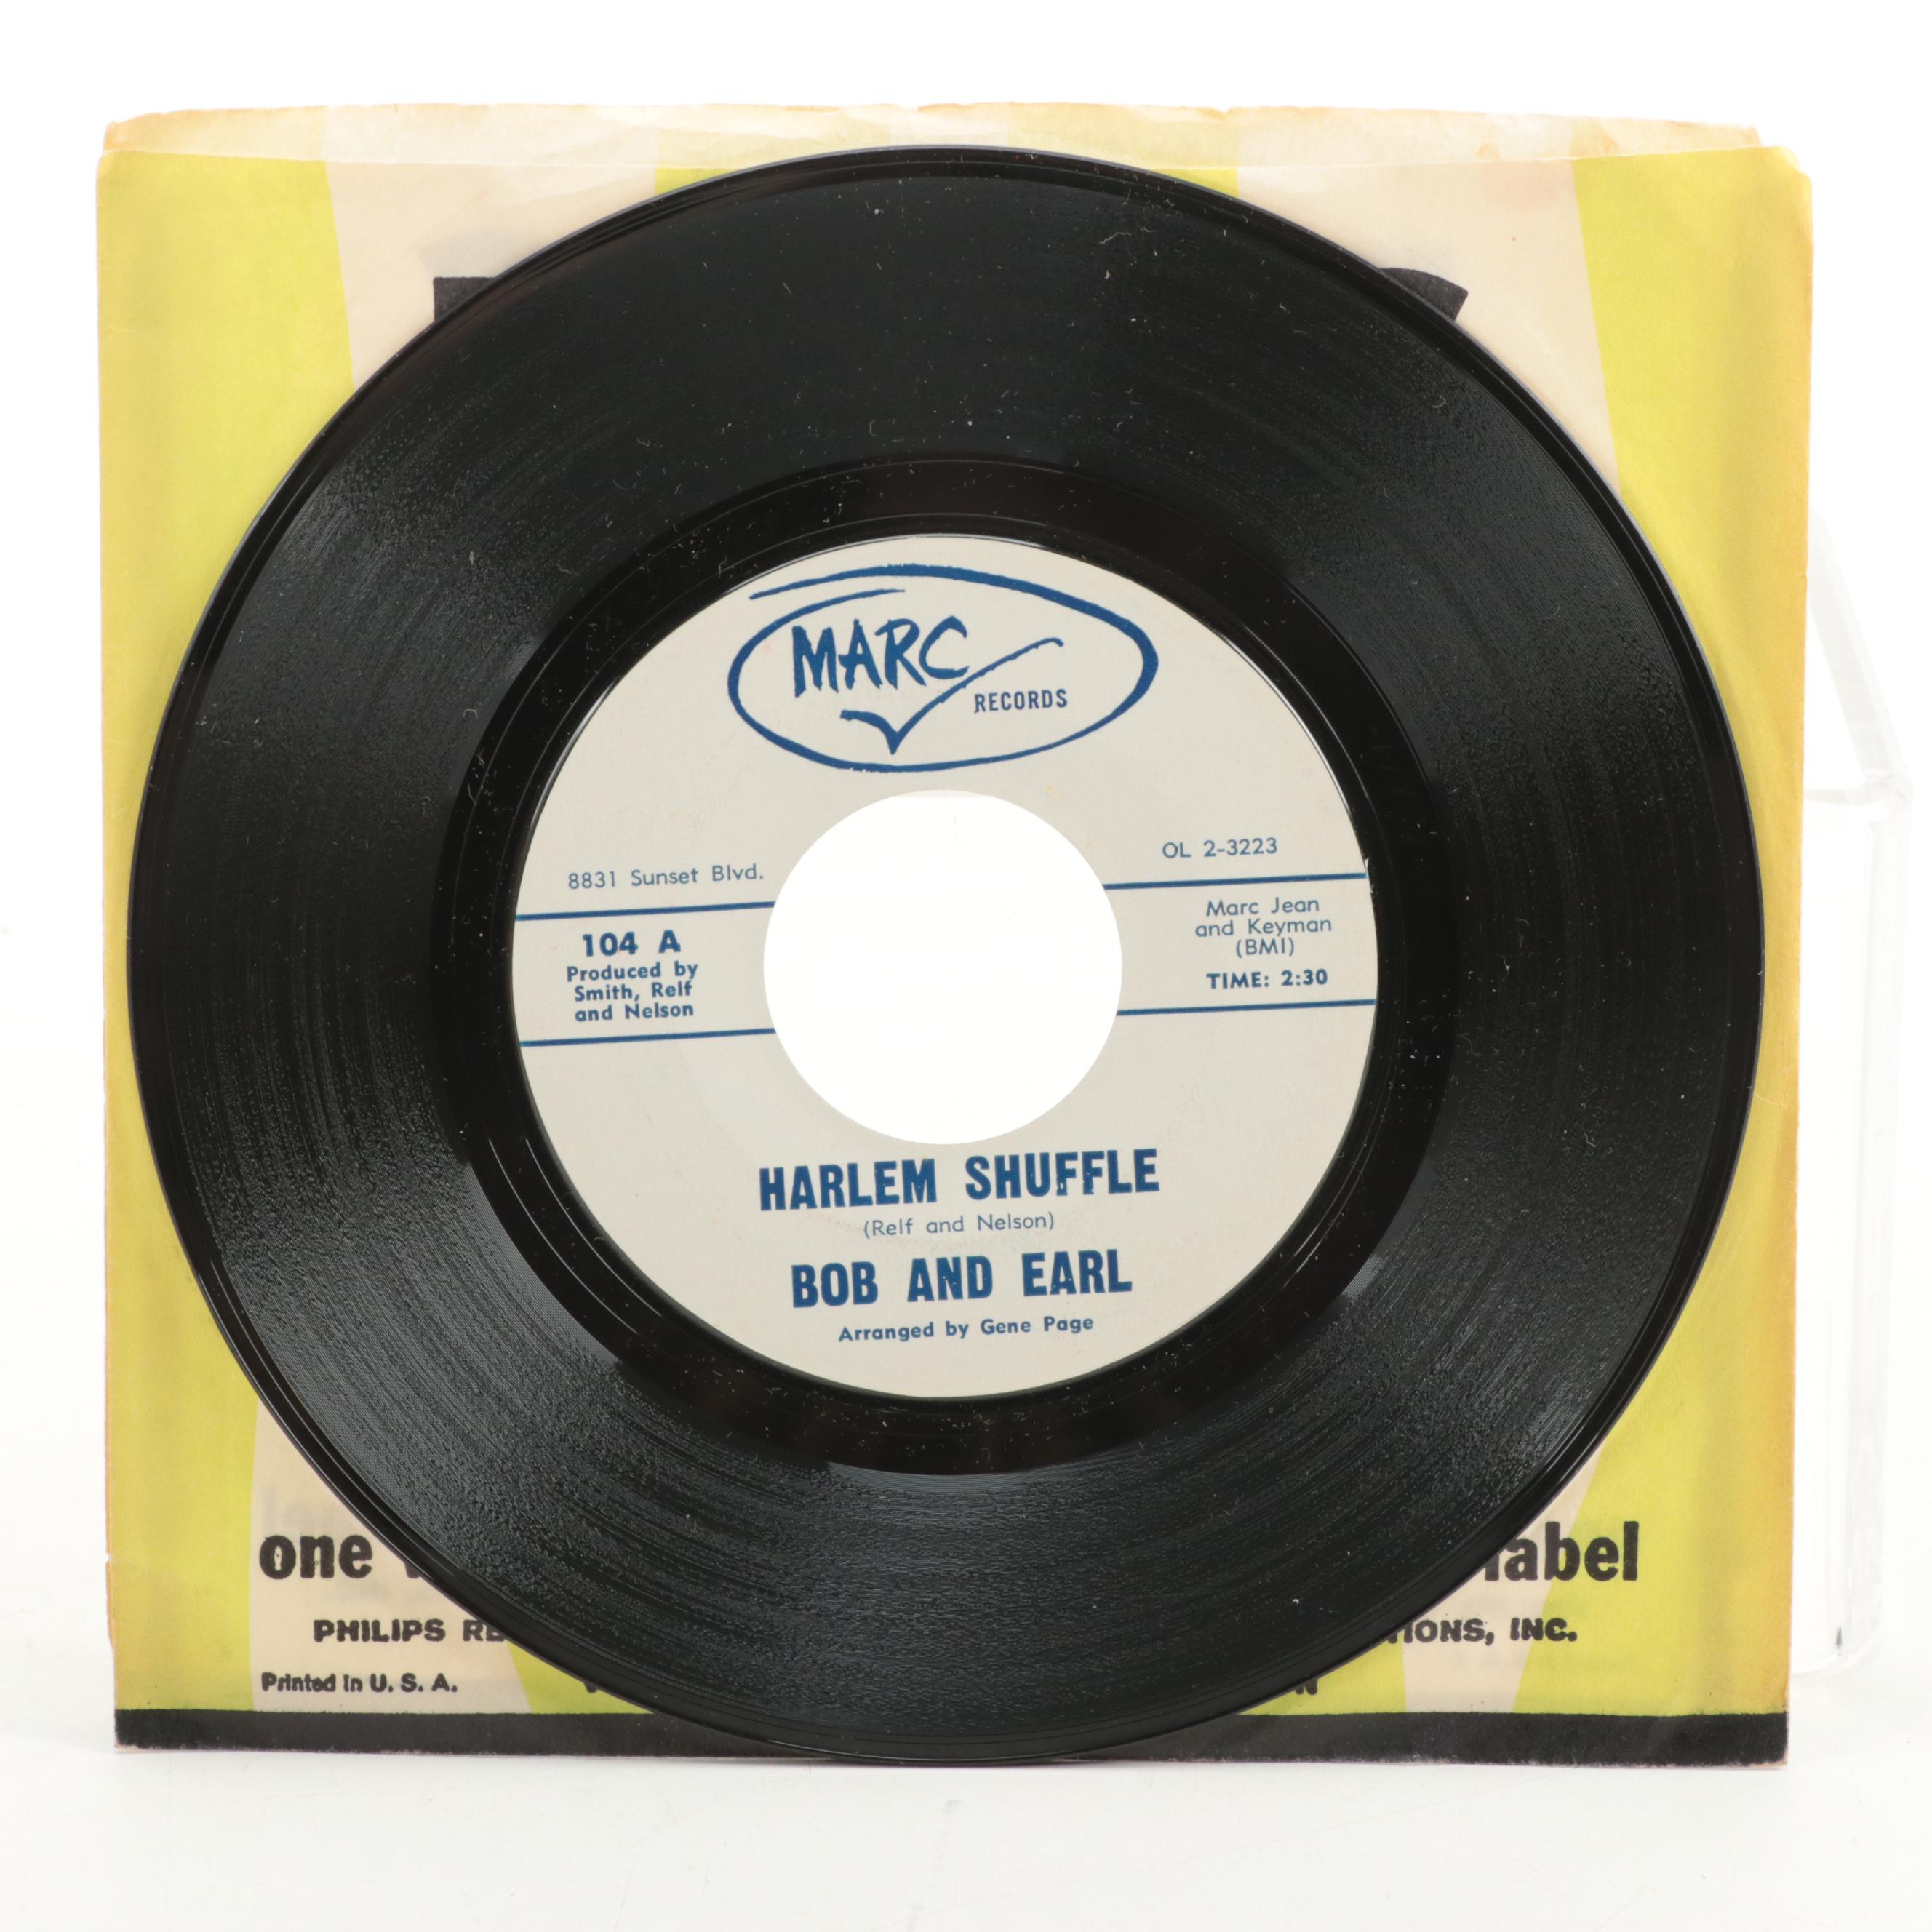 MARC
RECORDS
8831 Sunset Blvd.
OL 2-3223
104 A
Produced by
Smith, Relf
and Nelson
Marc Jean
and Keyman
(BMI)
TIME: 2:30
HARLEM SHUFFLE
(Relf and Nelson)
BOB AND EARL
Arranged by Gene Page
one
label
PHILIPS
INC.
Printed in U. S. A.